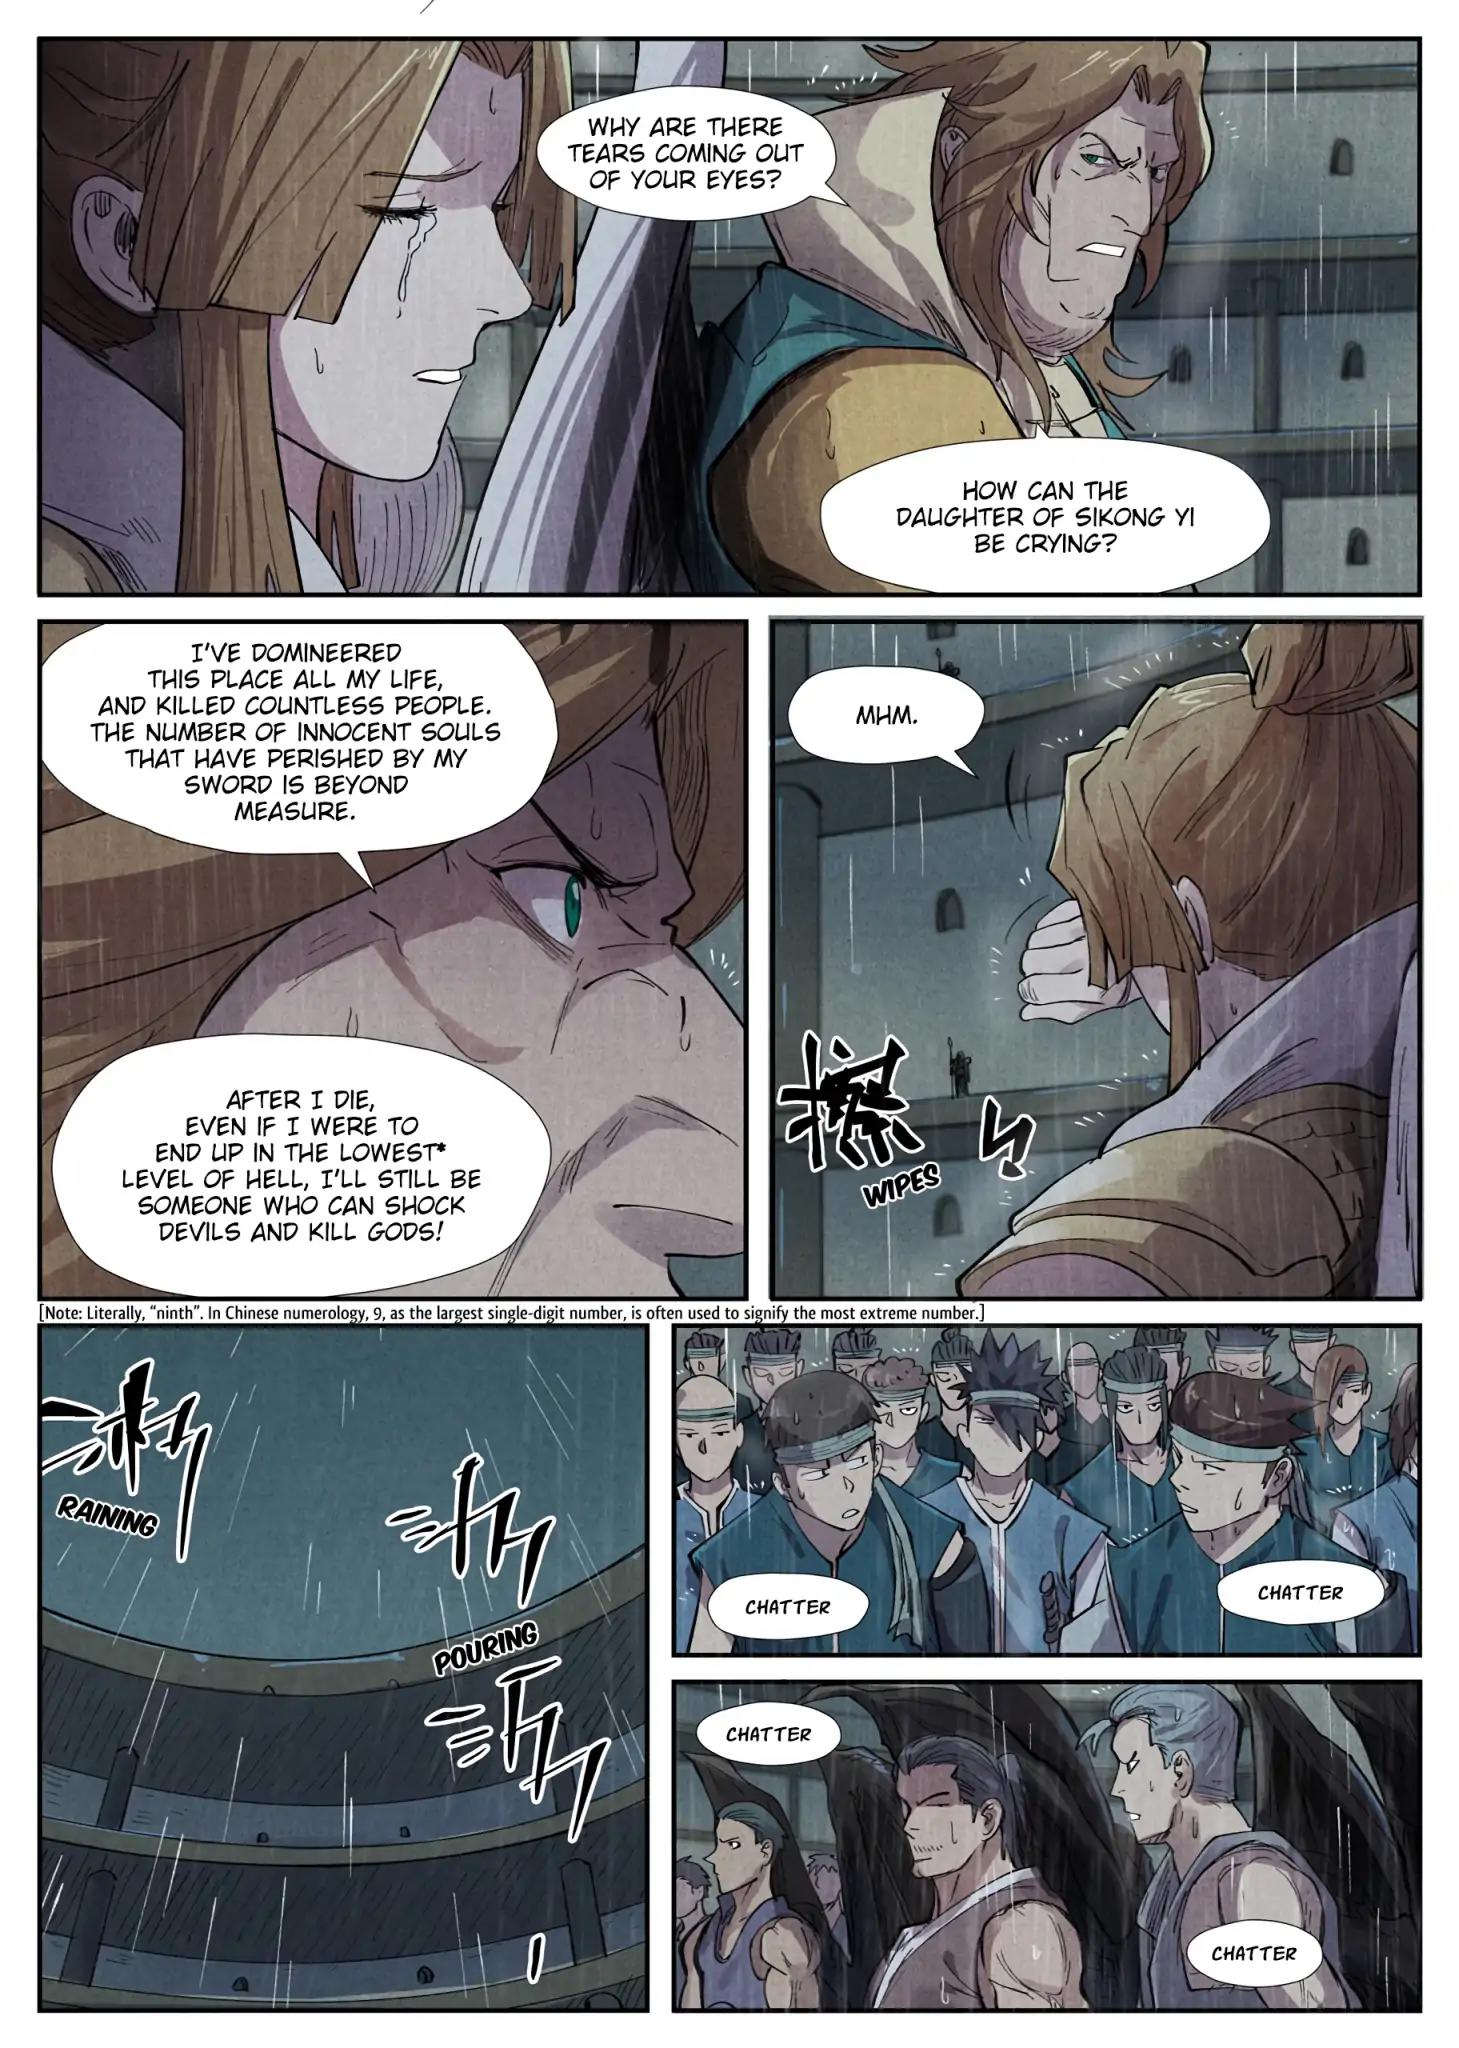 WHY ARE THERE
TEARS COMING OUT
OF YOUR EYES?
HOW CAN THE
DAUGHTER OF SIKONG YI
BE CRYING?
I'VE DOMINEERED
THIS PLACE ALL MY LIFE,
AND KILLED COUNTLESS PEOPLE.
THE NUMBER OF INNOCENT SOULS
THAT HAVE PERISHED BY MY
SWORD IS BEYOND
MEASURE.
AFTER I DIE,
EVEN IF I WERE TO
END UP IN THE LOWEST*
LEVEL OF HELL, I'LL STILL BE
SOMEONE WHO CAN SHOCK
DEVILS AND KILL GODS!
MHM.
擦
WIPES
[Note: Literally, “ninth”. In Chinese numerology, 9, as the largest single-digit number, is often used to signify the most extreme number.]
RAINING
POURING
CHATTER
CHATTER
CHATTER
CHATTER